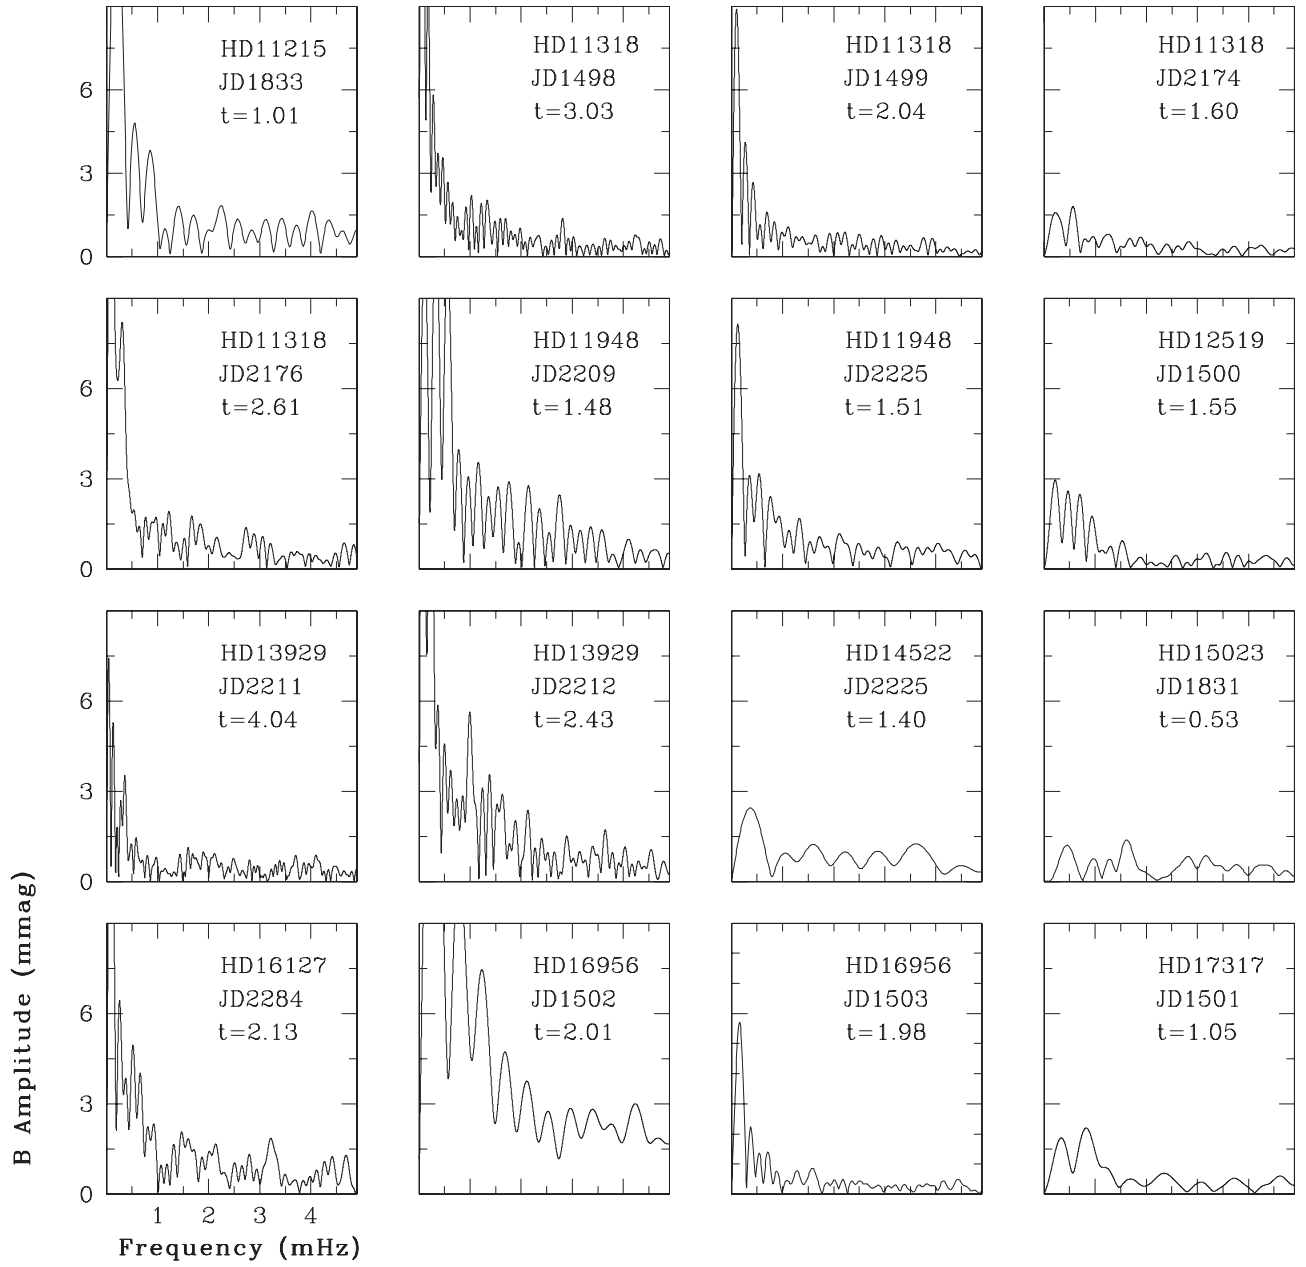 HD11215
JD1833
t=1.01
HD11318
JD1498
t=3.03
HD11318
JD1499
t=2.04
HD11318
JD2174
t=1.60
6
3
0
HD11318
JD2176
t=2.61
HD11948
JD2209
t=1.48
HD11948
JD2225
t=1.51
HD12519
JD1500
t=1.55
6
3
0
HD13929
JD2211
t=4.04
HD13929
JD2212
t=2.43
HD14522
JD2225
t=1.40
HD15023
JD1831
t=0.53
6
3
0
HD16127
JD2284
t=2.13
HD16956
JD1502
t=2.01
HD16956
JD1503
t=1.98
HD17317
JD1501
t=1.05
6
3
0
1 2 3 4
Frequency (mHz)
B Amplitude (mmag)